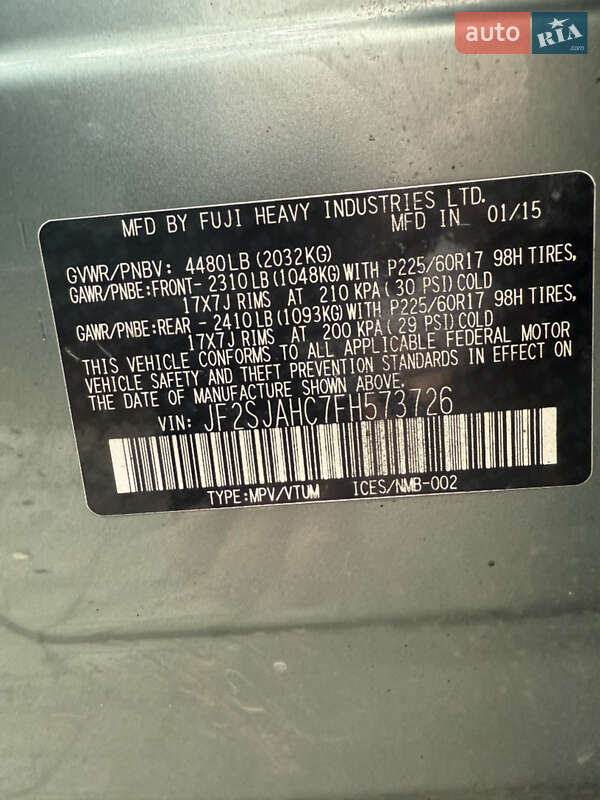 auto RIA .com
MFD BY FUJI HEAVY INDUSTRIES LTD.
MFD IN 01/15
GVWR/PNBV: 4480LB(2032KG)
GAWR/PNBE:FRONT- 2310LB(1048KG)WITH P225/60R17 98H TIRES,
17X7J RIMS AT 210 KPA(30 PSI)COLD
GAWR/PNBE:REAR - 2410LB(1093KG)WITH P225/60R17 98H TIRES,
17X7J RIMS AT 200 KPA(29 PSI)COLD
THIS VEHICLE CONFORMS TO ALL APPLICABLE FEDERAL MOTOR
VEHICLE SAFETY AND THEFT PREVENTION STANDARDS IN EFFECT ON
THE DATE OF MANUFACTURE SHOWN ABOVE.
VIN: JF2SJAHC7FH573726
TYPE:MPV/VTUM ICES/NMB-002